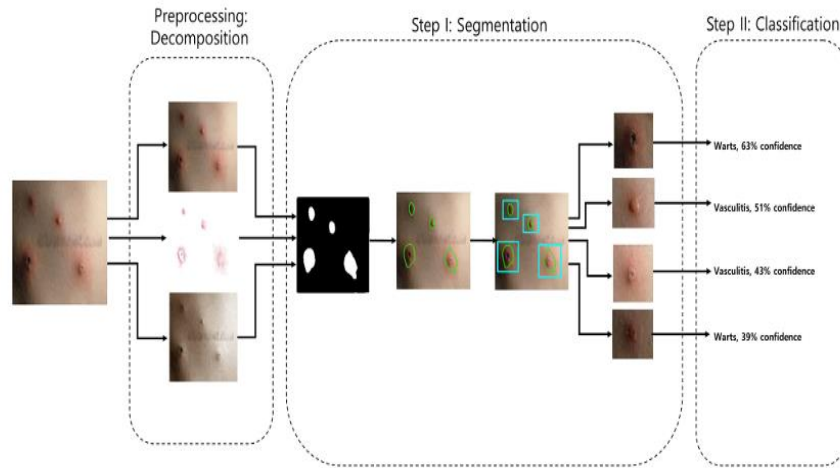 Preprocessing:
Decomposition
Step I: Segmentation
Step II: Classification
Warts, 63% confidence
Vasculitis, 51% confidence
Vasculitis, 43% confidence
Warts, 39% confidence